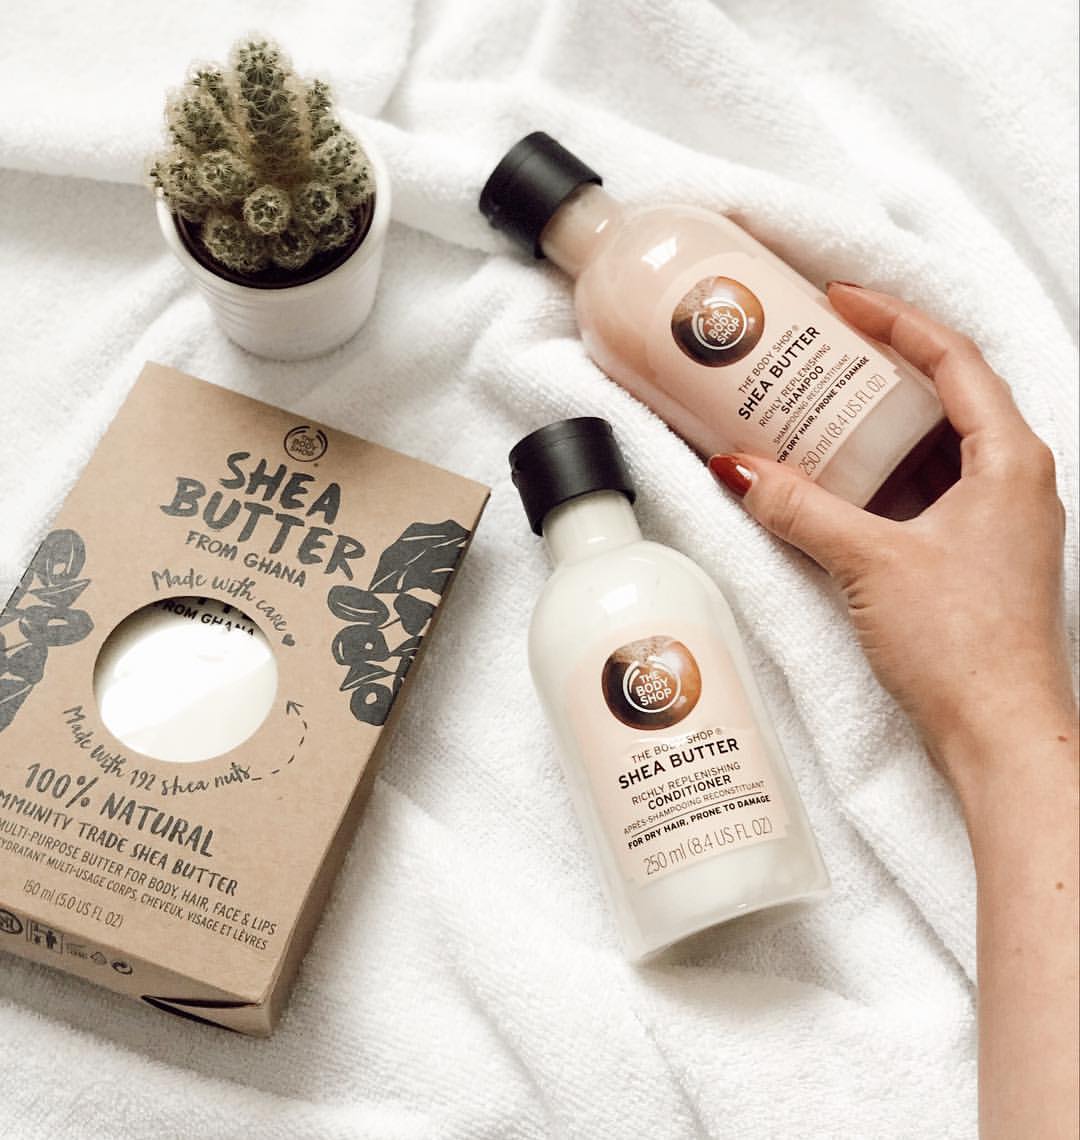 THE
BODY
SHOP
SHEA
BUTTER
FROM GHANA
Made with care
FROM GHANA
Made with 192 shea nuts
100% NATURAL
MMUNITY TRADE SHEA BUTTER
MULTI-PURPOSE BUTTER FOR BODY, HAIR, FACE & LIPS
YDRATANT MULTI-USAGE CORPS, CHEVEUX, VISAGE ET LÈVRES
150 ml (5.0 US FL OZ)
THE
BODY
SHOP®
THE BODY SHOP®
SHEA BUTTER
RICHLY REPLENISHING
SHAMPOO
SHAMPOOING RECONSTITUANT
FOR DRY HAIR, PRONE TO DAMAGE
250 ml (8.4 US FL OZ)
THE
BODY
SHOP®
THE BODY SHOP®
SHEA BUTTER
RICHLY REPLENISHING
CONDITIONER
APRÈS-SHAMPOOING RECONSTITUANT
FOR DRY HAIR, PRONE TO DAMAGE
250 ml (8.4 US FL OZ)